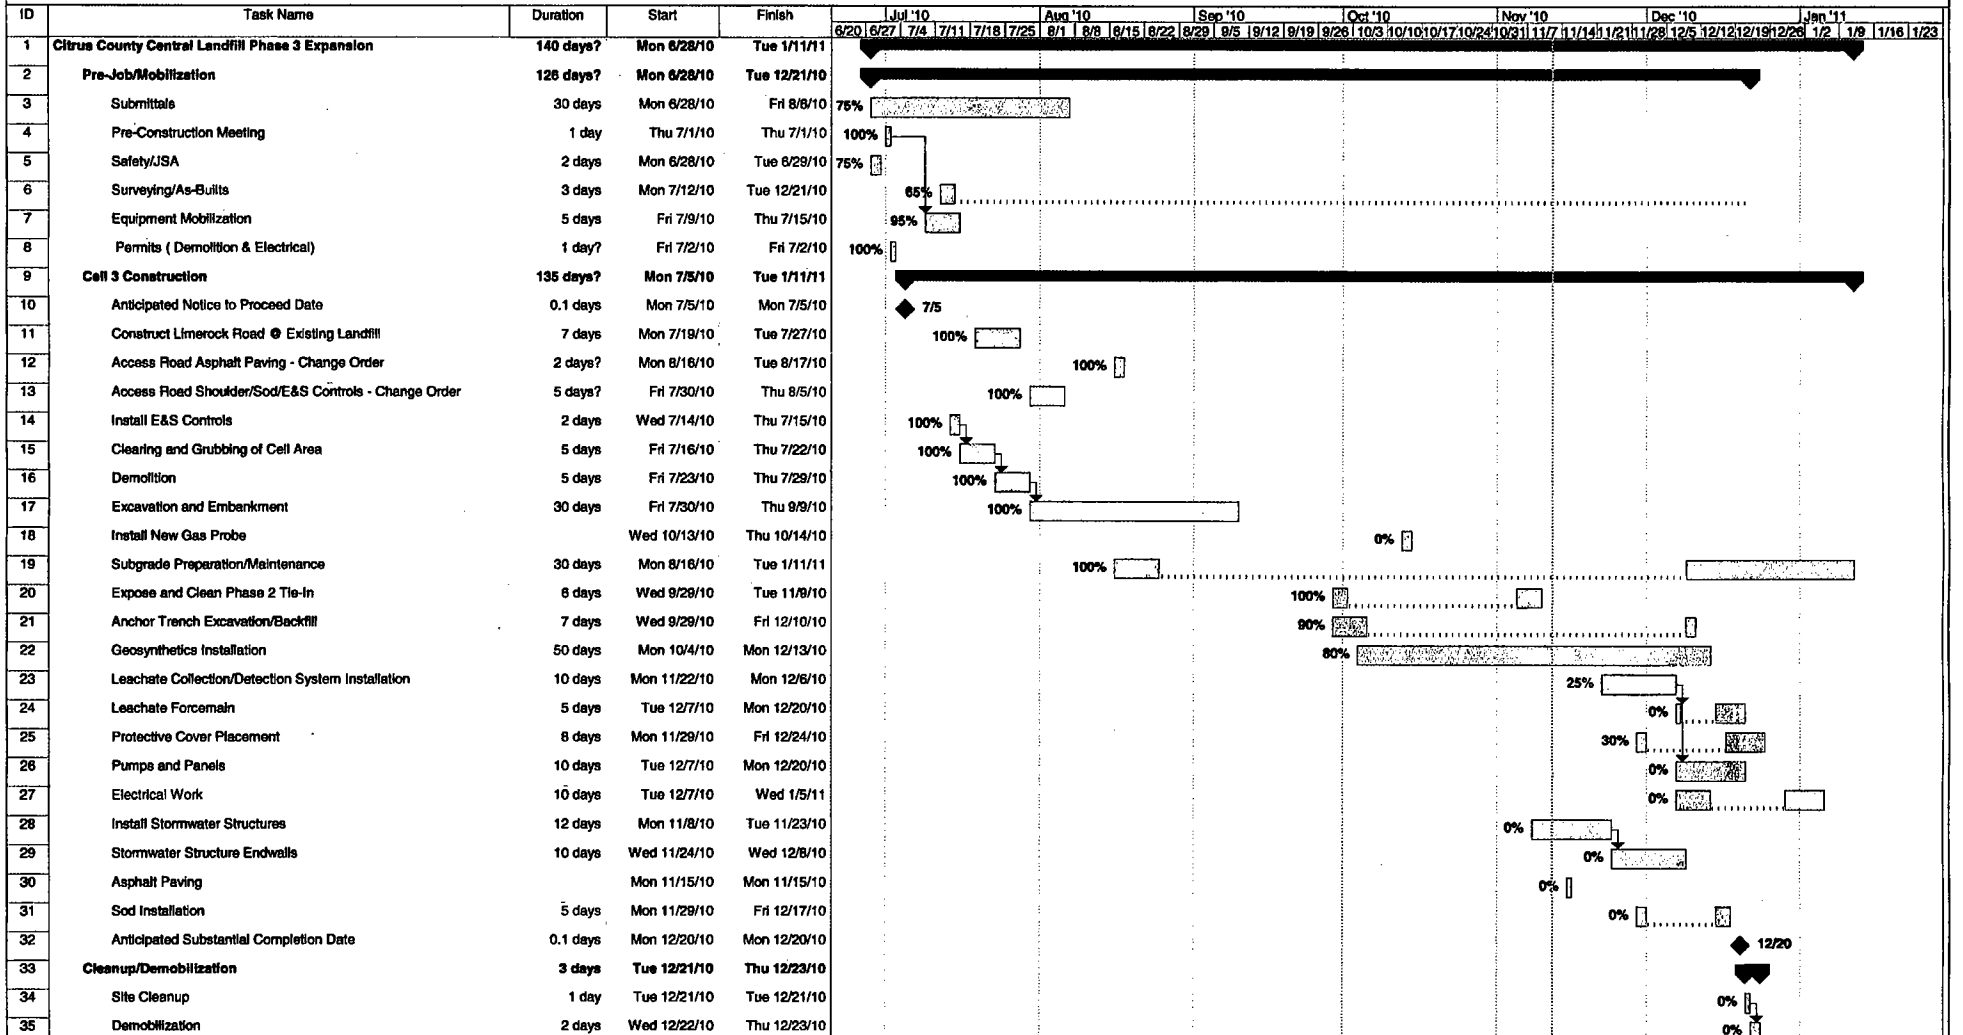 ID Task Name Duration Start Finish Jul '10 Aug '10 Sep '10 Oct '10 Nov '10 Dec '10 Jan '11
6/20 6/27 7/4 7/11 7/18 7/25 8/1 8/8 8/15 8/22 8/29 9/5 9/12 9/19 9/26 10/3 10/10 10/17 10/24 10/31 11/7 11/14 11/21 11/28 12/5 12/12 12/19 12/26 1/2 1/9 1/16 1/23
1 Citrus County Central Landfill Phase 3 Expansion 140 days? Mon 6/28/10 Tue 1/11/11
2 Pre-Job/Mobilization 126 days? Mon 6/28/10 Tue 12/21/10
3 Submittals 30 days Mon 6/28/10 Fri 8/6/10 75%
4 Pre-Construction Meeting 1 day Thu 7/1/10 Thu 7/1/10 100%
5 Safety/JSA 2 days Mon 6/28/10 Tue 6/29/10 75%
6 Surveying/As-Builts 3 days Mon 7/12/10 Tue 12/21/10 65%
7 Equipment Mobilization 5 days Fri 7/9/10 Thu 7/15/10 95%
8 Permits ( Demolition & Electrical) 1 day? Fri 7/2/10 Fri 7/2/10 100%
9 Cell 3 Construction 135 days? Mon 7/5/10 Tue 1/11/11
10 Anticipated Notice to Proceed Date 0.1 days Mon 7/5/10 Mon 7/5/10 7/5
11 Construct Limerock Road @ Existing Landfill 7 days Mon 7/19/10 Tue 7/27/10 100%
12 Access Road Asphalt Paving - Change Order 2 days? Mon 8/16/10 Tue 8/17/10 100%
13 Access Road Shoulder/Sod/E&S Controls - Change Order 5 days? Fri 7/30/10 Thu 8/5/10 100%
14 Install E&S Controls 2 days Wed 7/14/10 Thu 7/15/10 100%
15 Clearing and Grubbing of Cell Area 5 days Fri 7/16/10 Thu 7/22/10 100%
16 Demolition 5 days Fri 7/23/10 Thu 7/29/10 100%
17 Excavation and Embankment 30 days Fri 7/30/10 Thu 9/9/10 100%
18 Install New Gas Probe Wed 10/13/10 Thu 10/14/10 0%
19 Subgrade Preparation/Maintenance 30 days Mon 8/16/10 Tue 1/11/11 100%
20 Expose and Clean Phase 2 Tie-In 6 days Wed 9/29/10 Tue 11/9/10 100%
21 Anchor Trench Excavation/Backfill 7 days Wed 9/29/10 Fri 12/10/10 90%
22 Geosynthetics Installation 50 days Mon 10/4/10 Mon 12/13/10 80%
23 Leachate Collection/Detection System Installation 10 days Mon 11/22/10 Mon 12/6/10 25%
24 Leachate Forcemain 5 days Tue 12/7/10 Mon 12/20/10 0%
25 Protective Cover Placement 8 days Mon 11/29/10 Fri 12/24/10 30%
26 Pumps and Panels 10 days Tue 12/7/10 Mon 12/20/10 0%
27 Electrical Work 10 days Tue 12/7/10 Wed 1/5/11 0%
28 Install Stormwater Structures 12 days Mon 11/8/10 Tue 11/23/10 0%
29 Stormwater Structure Endwalls 10 days Wed 11/24/10 Wed 12/8/10 0%
30 Asphalt Paving Mon 11/15/10 Mon 11/15/10 0%
31 Sod Installation 5 days Mon 11/29/10 Fri 12/17/10 0%
32 Anticipated Substantial Completion Date 0.1 days Mon 12/20/10 Mon 12/20/10 12/20
33 Cleanup/Demobilization 3 days Tue 12/21/10 Thu 12/23/10
34 Site Cleanup 1 day Tue 12/21/10 Tue 12/21/10 0%
35 Demobilization 2 days Wed 12/22/10 Thu 12/23/10 0%